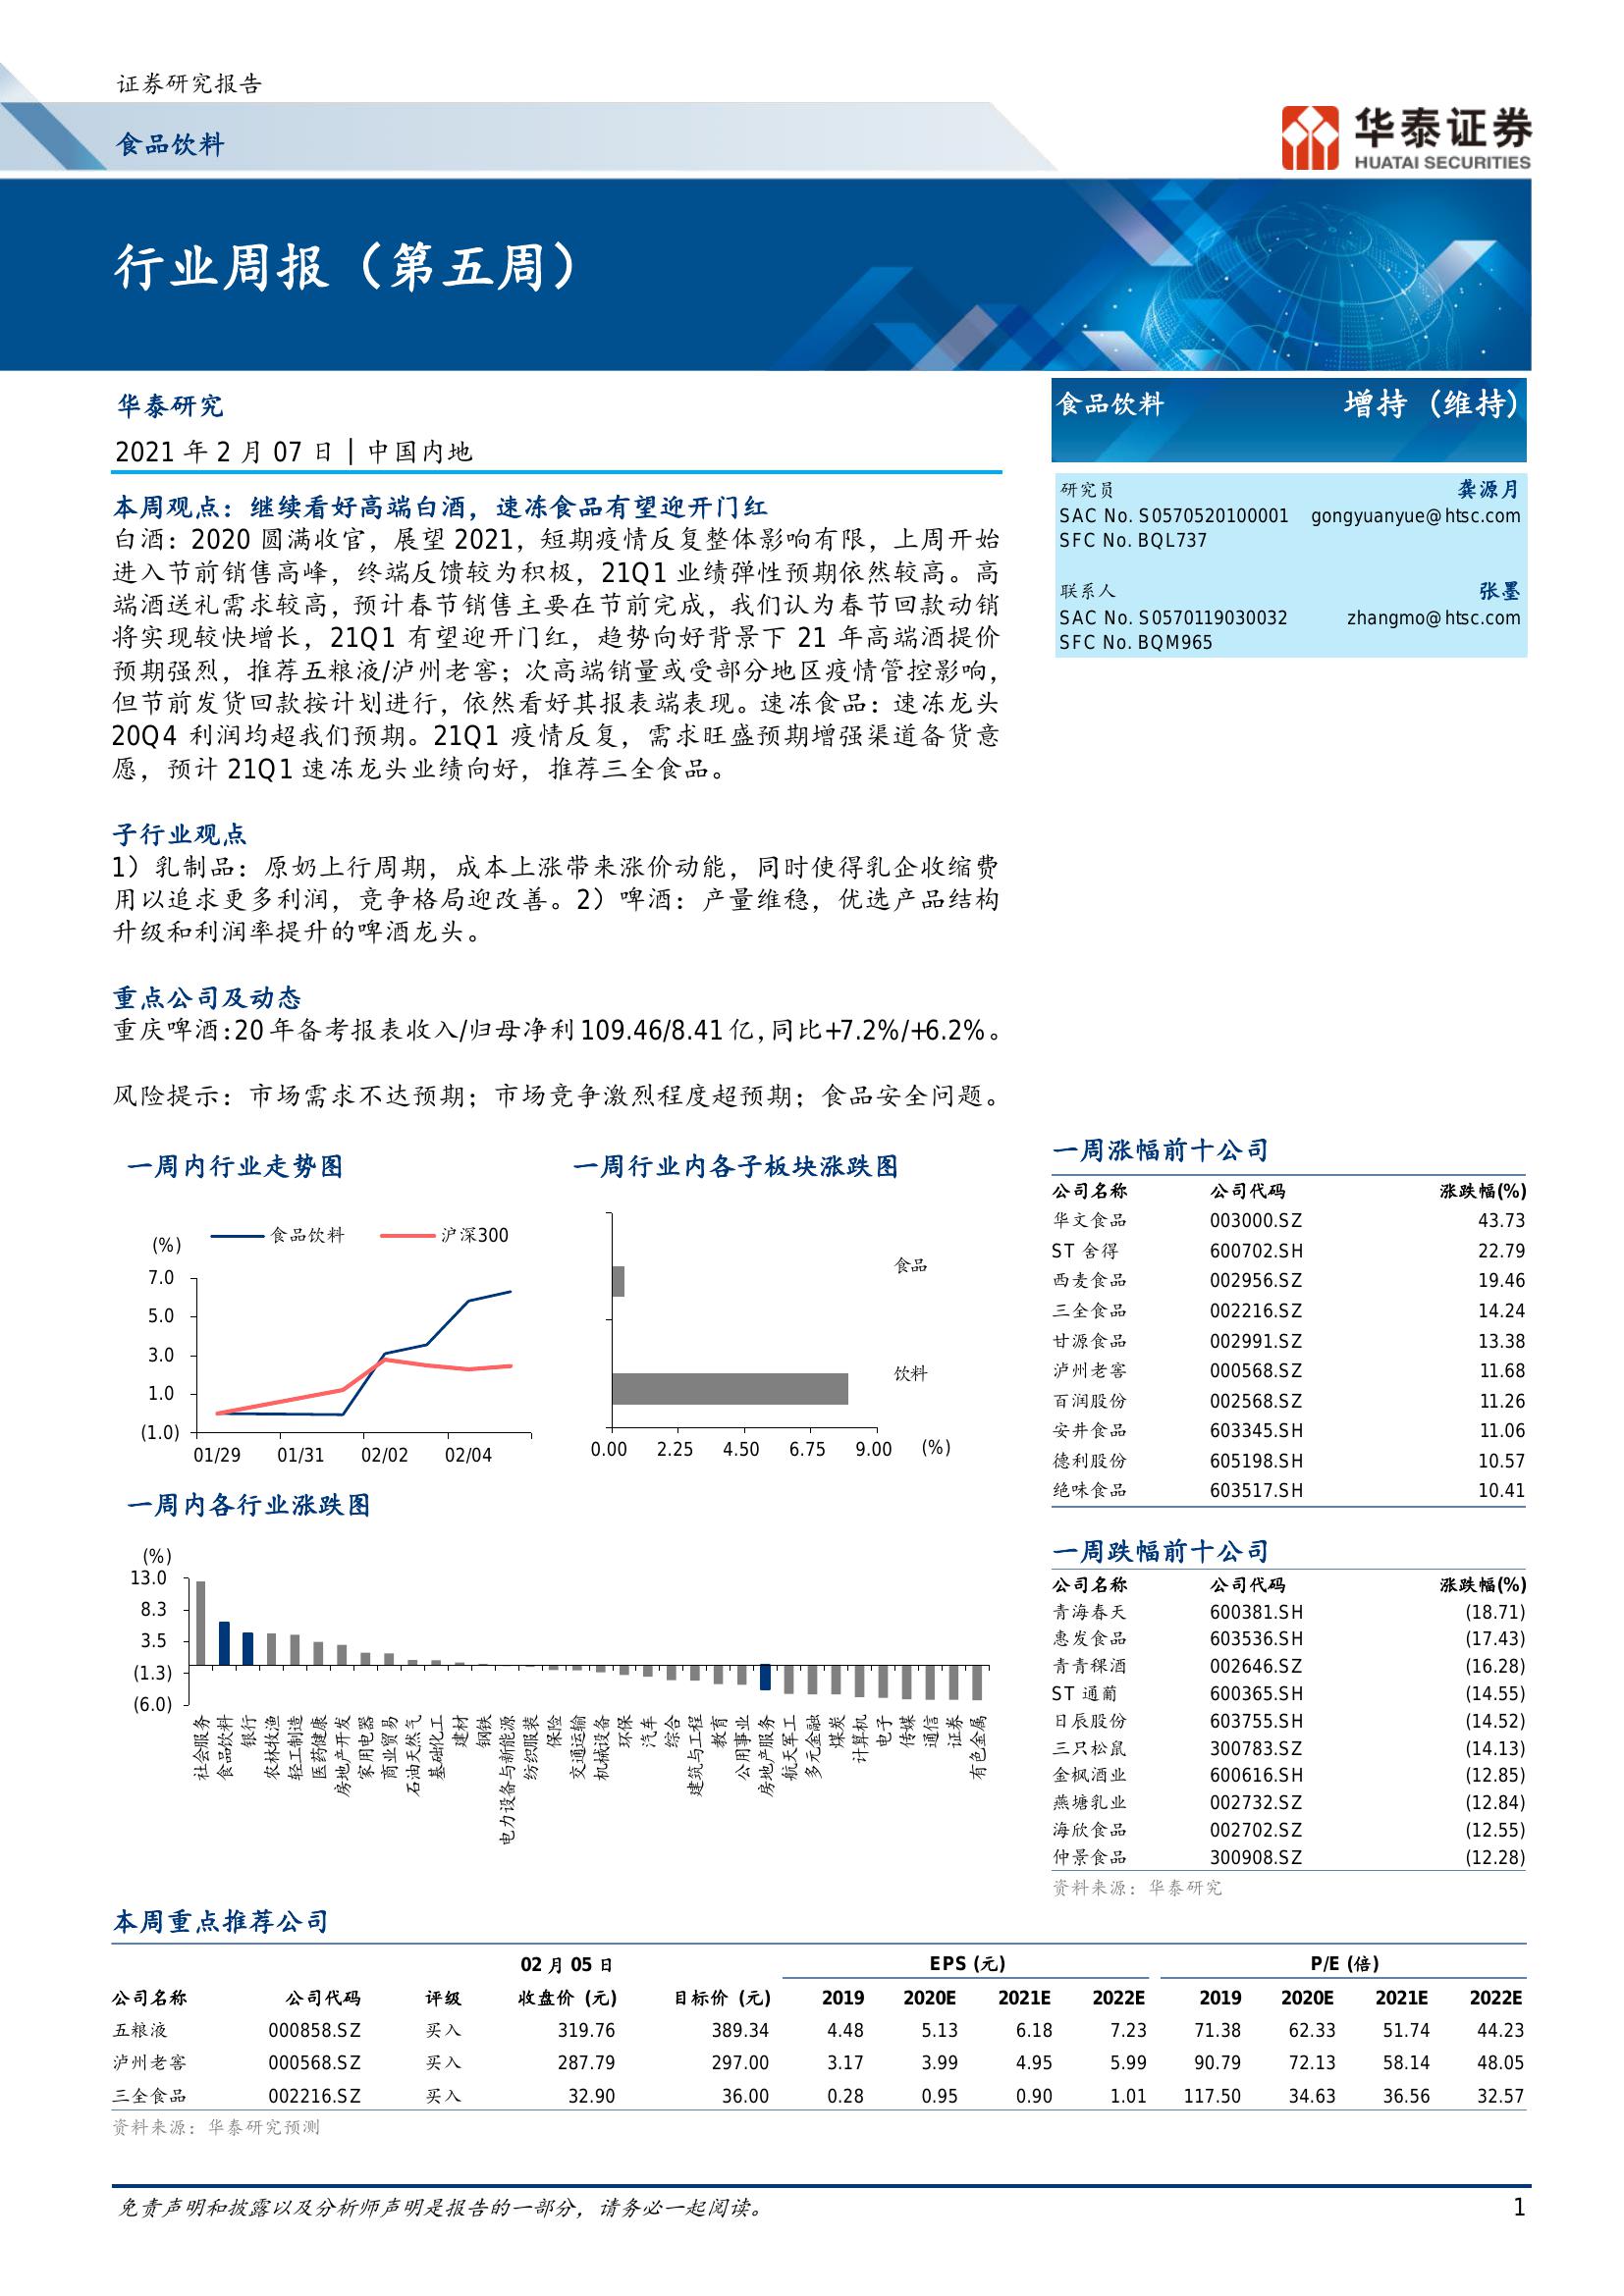 证券研究报告
食品饮料
华泰证券
HUATAI SECURITIES
行业周报（第五周）
华泰研究
2021 年 2 月 07 日 │ 中国内地
食品饮料 增持 (维持)
研究员 龚源月
SAC No. S0570520100001 gongyuanyue@htsc.com
SFC No. BQL737
联系人 张墨
SAC No. S0570119030032 zhangmo@htsc.com
SFC No. BQM965
本周观点：继续看好高端白酒，速冻食品有望迎开门红
白酒：2020 圆满收官，展望 2021，短期疫情反复整体影响有限，上周开始
进入节前销售高峰，终端反馈较为积极，21Q1 业绩弹性预期依然较高。高
端酒送礼需求较高，预计春节销售主要在节前完成，我们认为春节回款动销
将实现较快增长，21Q1 有望迎开门红，趋势向好背景下 21 年高端酒提价
预期强烈，推荐五粮液/泸州老窖；次高端销量或受部分地区疫情管控影响，
但节前发货回款按计划进行，依然看好其报表端表现。速冻食品：速冻龙头
20Q4 利润均超我们预期。21Q1 疫情反复，需求旺盛预期增强渠道备货意
愿，预计 21Q1 速冻龙头业绩向好，推荐三全食品。
子行业观点
1）乳制品：原奶上行周期，成本上涨带来涨价动能，同时使得乳企收缩费
用以追求更多利润，竞争格局迎改善。2）啤酒：产量维稳，优选产品结构
升级和利润率提升的啤酒龙头。
重点公司及动态
重庆啤酒:20 年备考报表收入/归母净利 109.46/8.41 亿,同比+7.2%/+6.2%。
风险提示：市场需求不达预期；市场竞争激烈程度超预期；食品安全问题。
一周内行业走势图
(%)
食品饮料 沪深300
7.0
5.0
3.0
1.0
(1.0)
01/29 01/31 02/02 02/04
一周行业内各子板块涨跌图
食品
饮料
0.00 2.25 4.50 6.75 9.00 (%)
一周内各行业涨跌图
(%)
13.0
8.3
3.5
(1.3)
(6.0)
社会服务
食品饮料
银行
农林牧渔
轻工制造
医药健康
房地产开发
家用电器
商业贸易
石油天然气
基础化工
建材
钢铁
电力设备与新能源
纺织服装
保险
交通运输
机械设备
环保
汽车
综合
建筑与工程
教育
公用事业
房地产服务
航天军工
多元金融
煤炭
计算机
电子
传媒
通信
证券
有色金属
一周涨幅前十公司
公司名称 公司代码 涨跌幅(%)
华文食品 003000.SZ 43.73
ST 舍得 600702.SH 22.79
西麦食品 002956.SZ 19.46
三全食品 002216.SZ 14.24
甘源食品 002991.SZ 13.38
泸州老窖 000568.SZ 11.68
百润股份 002568.SZ 11.26
安井食品 603345.SH 11.06
德利股份 605198.SH 10.57
绝味食品 603517.SH 10.41
一周跌幅前十公司
公司名称 公司代码 涨跌幅(%)
青海春天 600381.SH (18.71)
惠发食品 603536.SH (17.43)
青青稞酒 002646.SZ (16.28)
ST 通葡 600365.SH (14.55)
日辰股份 603755.SH (14.52)
三只松鼠 300783.SZ (14.13)
金枫酒业 600616.SH (12.85)
燕塘乳业 002732.SZ (12.84)
海欣食品 002702.SZ (12.55)
仲景食品 300908.SZ (12.28)
资料来源：华泰研究
本周重点推荐公司
02 月 05 日 EPS (元) P/E (倍)
公司名称 公司代码 评级 收盘价 (元) 目标价 (元) 2019 2020E 2021E 2022E 2019 2020E 2021E 2022E
五粮液 000858.SZ 买入 319.76 389.34 4.48 5.13 6.18 7.23 71.38 62.33 51.74 44.23
泸州老窖 000568.SZ 买入 287.79 297.00 3.17 3.99 4.95 5.99 90.79 72.13 58.14 48.05
三全食品 002216.SZ 买入 32.90 36.00 0.28 0.95 0.90 1.01 117.50 34.63 36.56 32.57
资料来源：华泰研究预测
免责声明和披露以及分析师声明是报告的一部分，请务必一起阅读。 1